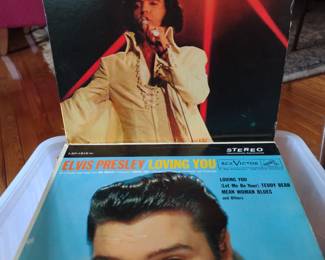 STEREO
ELVIS PRESLEY LOVING YOU
RCA VICTOR
LOVING YOU
(Let Me Be Your) TEDDY BEAR
MEAN WOMAN BLUES
and Others